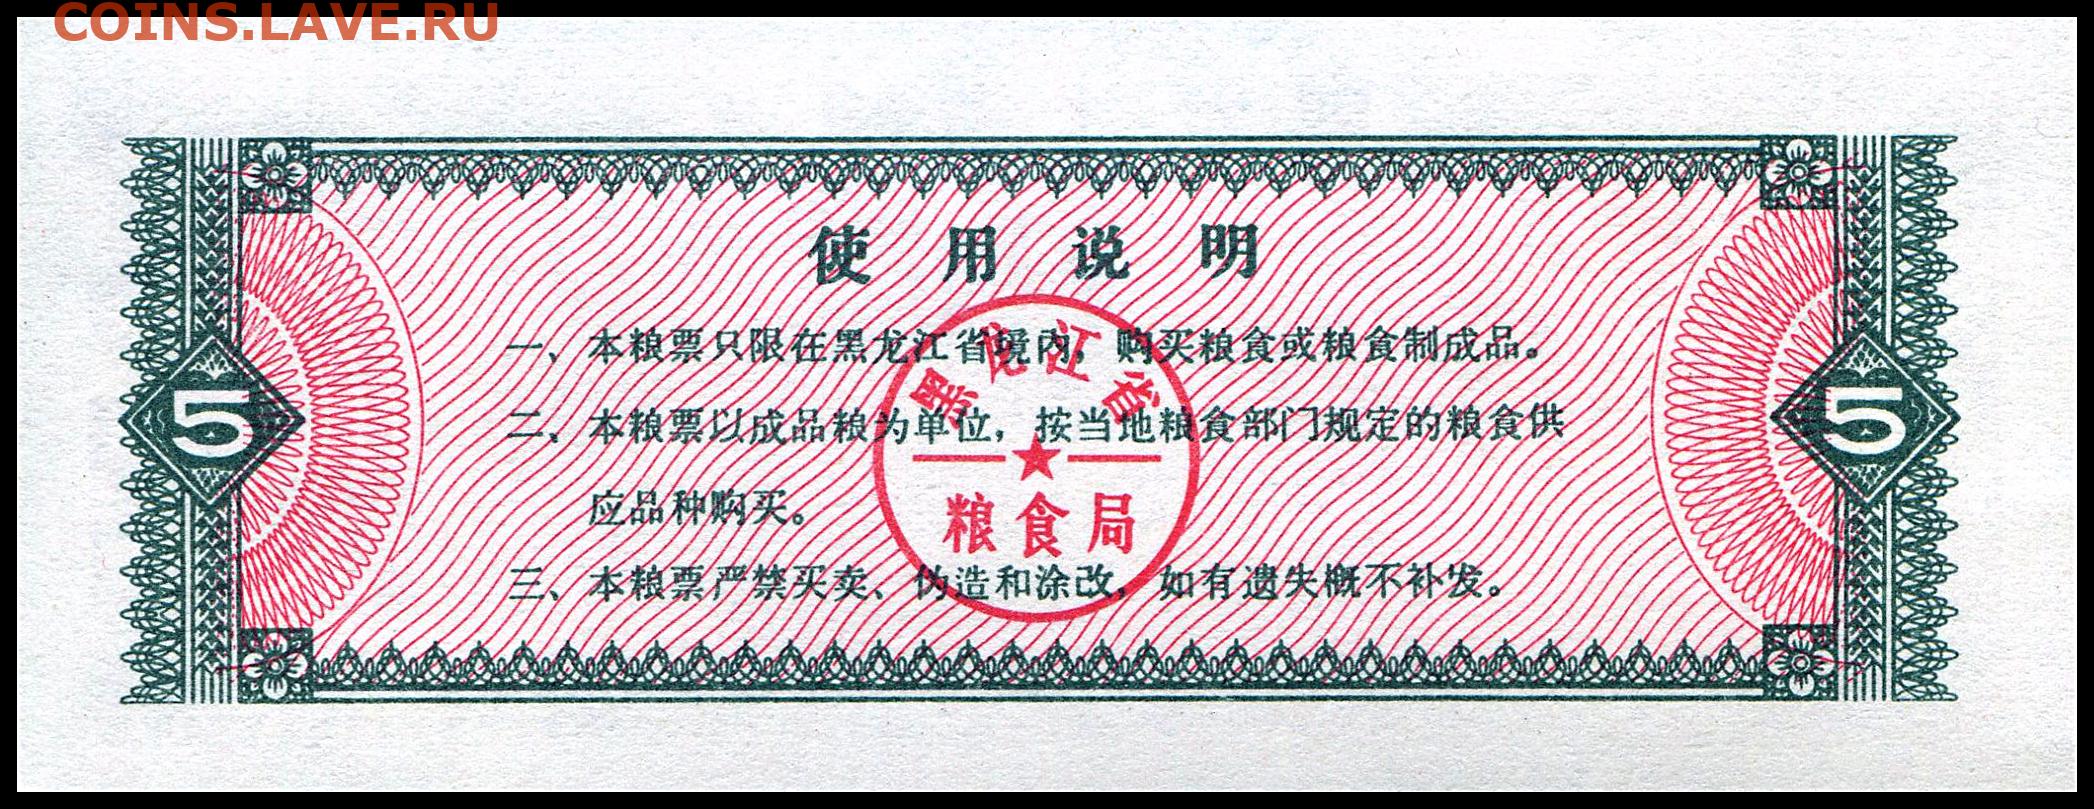 COINS.LAVE.RU
使用说明
一、本粮票只限在黑龙江省境内，购买粮食或粮食制成品。
二、本粮票以成品粮为单位，按当地粮食部门规定的粮食供
应品种购买。
三、本粮票严禁买卖、伪造和涂改，如有遗失概不补发。
黑龙江省
粮食局
5
5